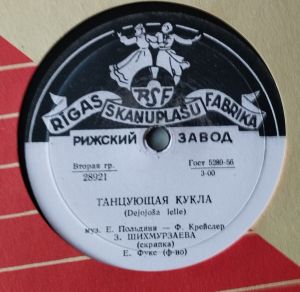 RSF
RIGAS SKAŅUPLAŠU FABRIKA
РИЖСКИЙ ЗАВОД
Вторая гр. Гост 5289-56
28921 3-00
ТАНЦУЮЩАЯ КУКЛА
(Dejojoša lelle)
муз. Е. Польдини — Ф. Крейслер
З. ШИХМУРЗАЕВА
(скрипка)
Е. Фукс (ф-но)